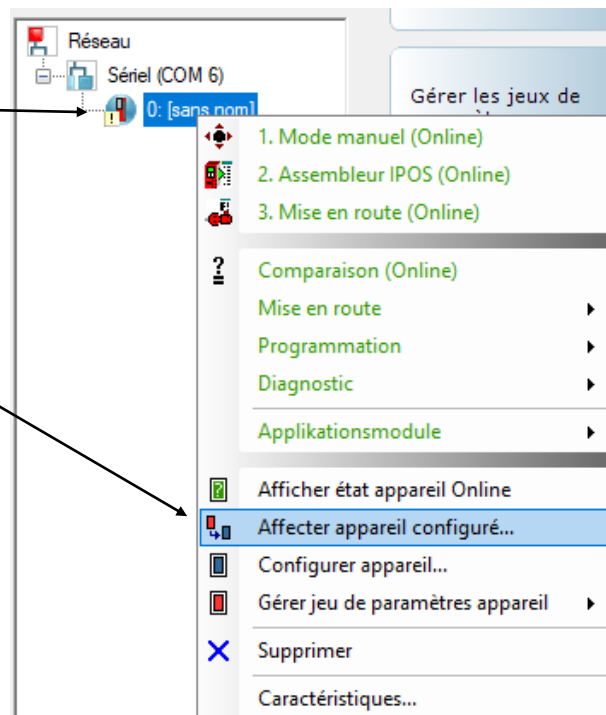 Réseau
Sériel (COM 6)
0: [sans nom]
Gérer les jeux de
1. Mode manuel (Online)
2. Assembleur IPOS (Online)
3. Mise en route (Online)
Comparaison (Online)
Mise en route
Programmation
Diagnostic
Applikationsmodule
Afficher état appareil Online
Affecter appareil configuré...
Configurer appareil...
Gérer jeu de paramètres appareil
Supprimer
Caractéristiques...